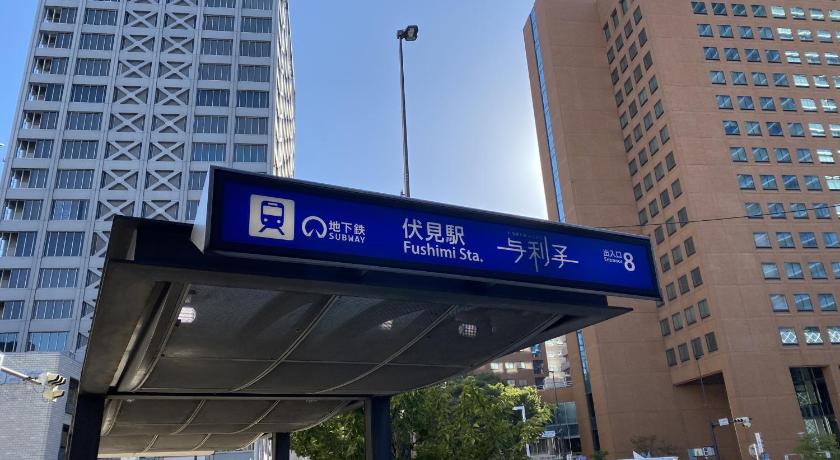 地下鉄
SUBWAY
伏見駅
Fushimi Sta.
与利子
出入口
Entrance
8